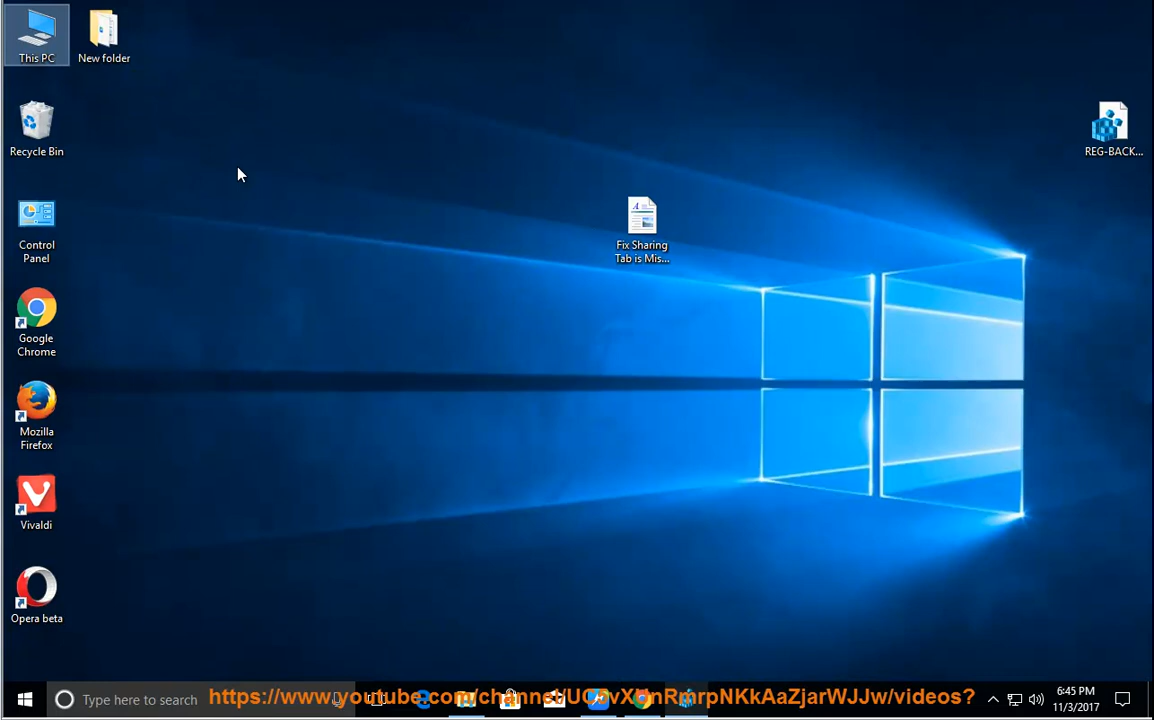 This PC
New folder
Recycle Bin
REG-BACK...
Control
Panel
Fix Sharing
Tab is Mis...
Google
Chrome
Mozilla
Firefox
Vivaldi
Opera beta
Type here to search
6:45 PM
11/3/2017